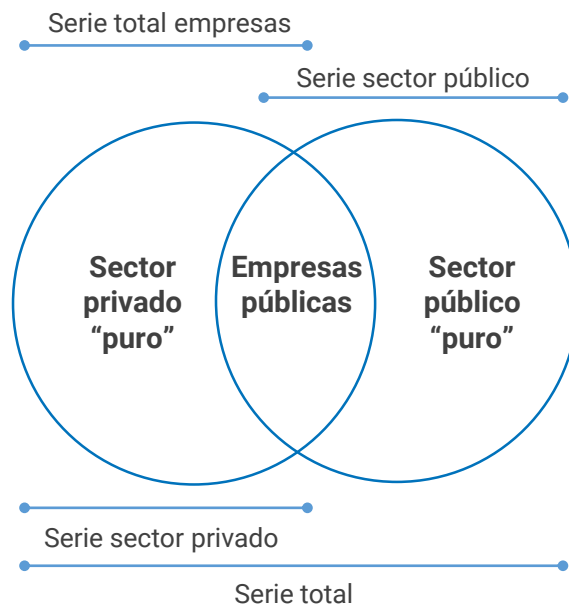 Serie total empresas
Serie sector público
Sector
privado
“puro”
Empresas
públicas
Sector
público
“puro”
Serie sector privado
Serie total